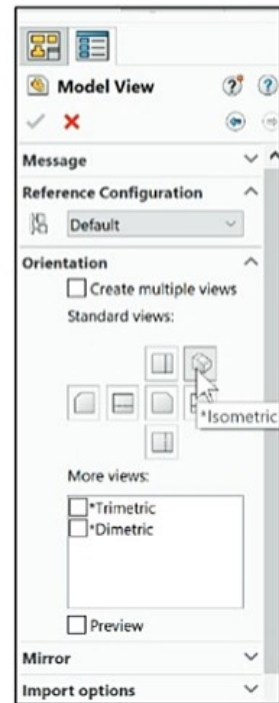 Model View
Message
Reference Configuration
Default
Orientation
Create multiple views
Standard views:
*Isometric
More views:
*Trimetric
*Dimetric
Preview
Mirror
Import options